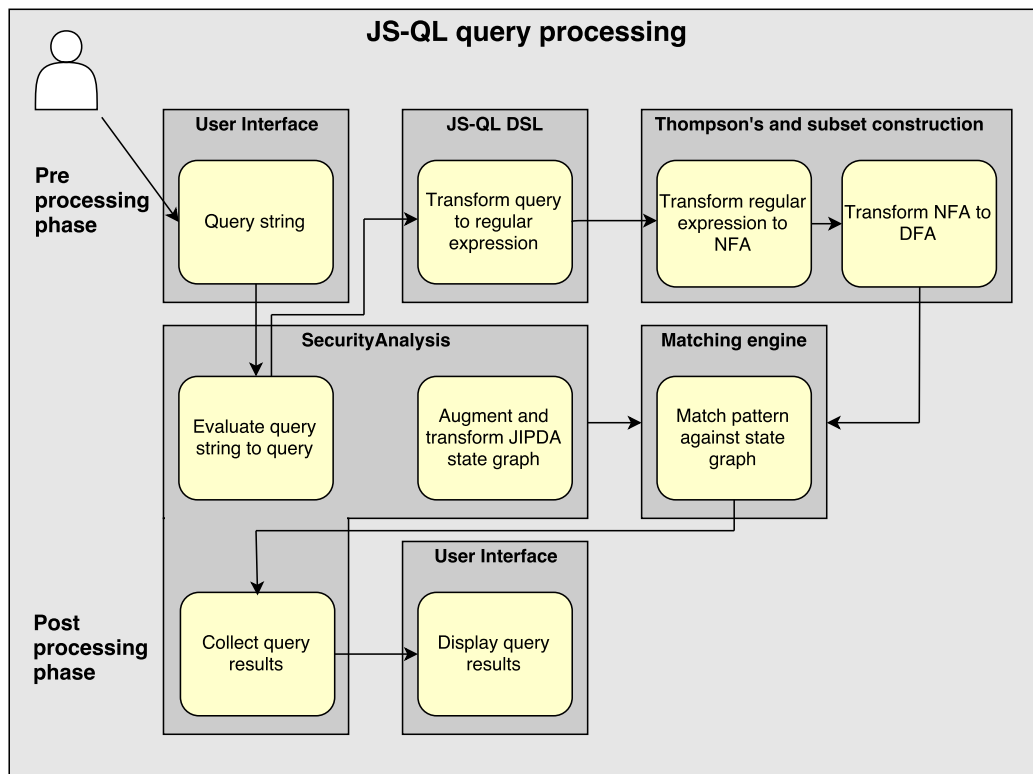 JS-QL query processing
User Interface
JS-QL DSL
Thompson's and subset construction
Pre
processing
phase
Query string
Transform query
to regular
expression
Transform regular
expression to
NFA
Transform NFA to
DFA
SecurityAnalysis
Matching engine
Evaluate query
string to query
Augment and
transform JIPDA
state graph
Match pattern
against state
graph
User Interface
Post
processing
phase
Collect query
results
Display query
results